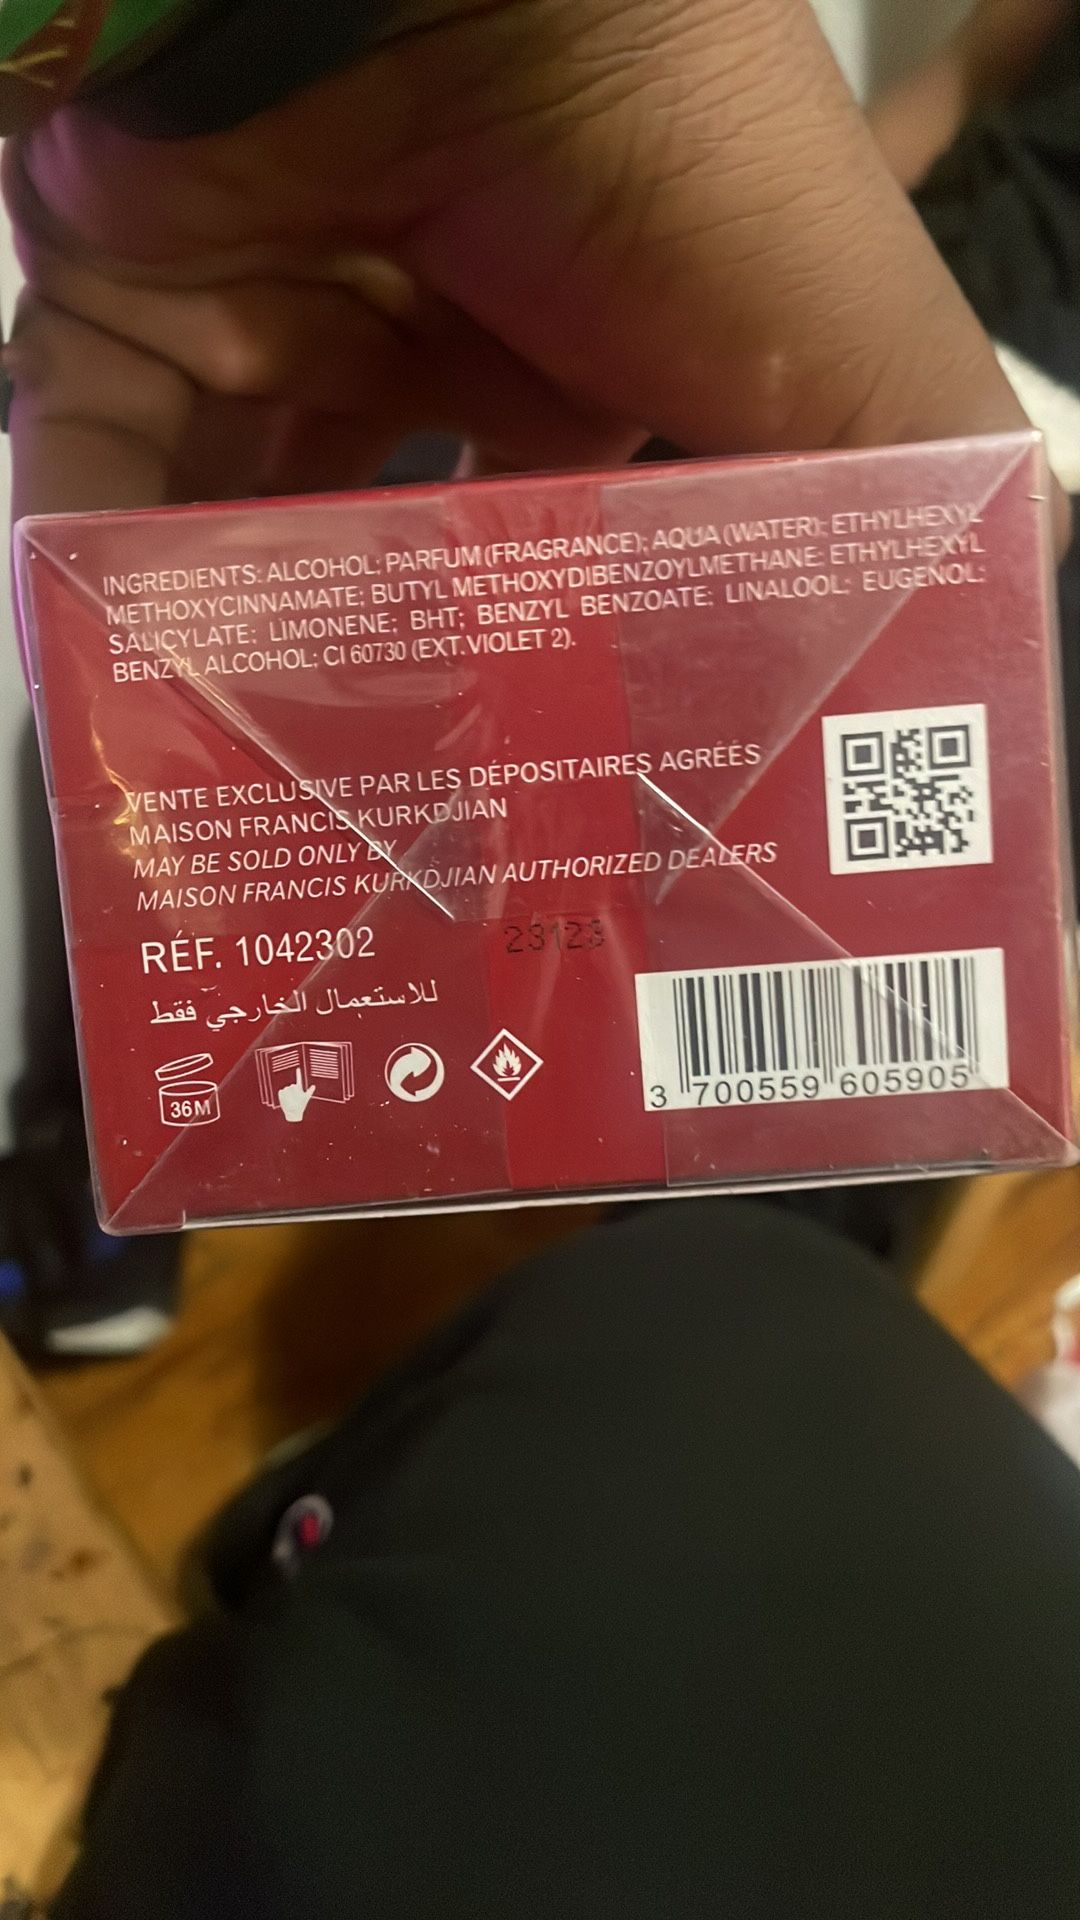 INGREDIENTS: ALCOHOL; PARFUM (FRAGRANCE); AQUA (WATER); ETHYLHEXYL
METHOXYCINNAMATE; BUTYL METHOXYDIBENZOYLMETHANE; ETHYLHEXYL
SALICYLATE; LIMONENE; BHT; BENZYL BENZOATE; LINALOOL; EUGENOL;
BENZYL ALCOHOL; CI 60730 (EXT.VIOLET 2).
VENTE EXCLUSIVE PAR LES DÉPOSITAIRES AGRÉÉS
MAISON FRANCIS KURKDJIAN
MAY BE SOLD ONLY BY
MAISON FRANCIS KURKDJIAN AUTHORIZED DEALERS
RÉF. 1042302
23123
للاستعمال الخارجي فقط
36M
3 700559 605905